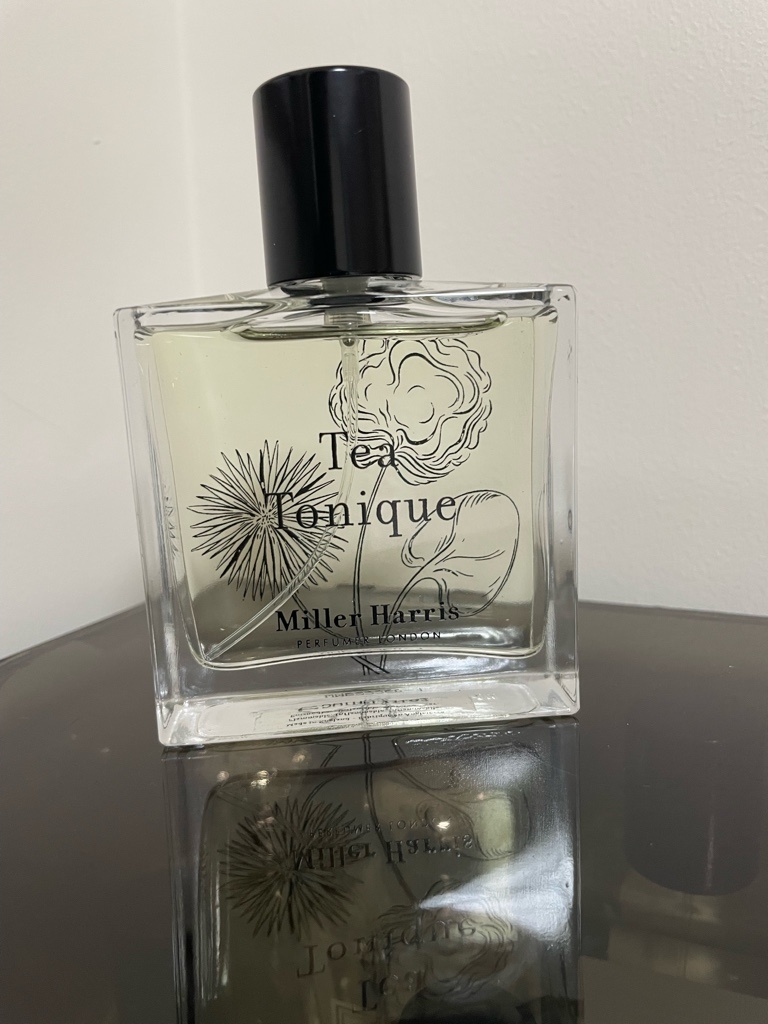 Tea
Tonique
Miller Harris
PERFUMER LONDON